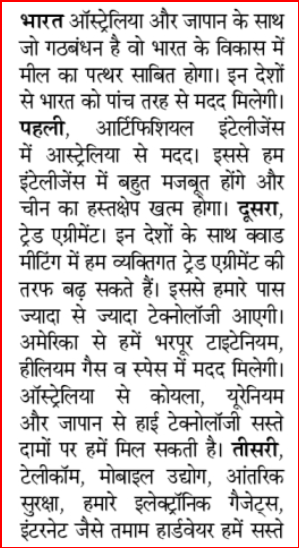 भारत ऑस्ट्रेलिया और जापान के साथ
जो गठबंधन है वो भारत के विकास में
मील का पत्थर साबित होगा। इन देशों
से भारत को पांच तरह से मदद मिलेगी।
पहली, आर्टिफिशियल इंटेलीजेंस
में आस्ट्रेलिया से मदद। इससे हम
इंटेलीजेंस में बहुत मजबूत होंगे और
चीन का हस्तक्षेप खत्म होगा। दूसरा,
ट्रेड एग्रीमेंट। इन देशों के साथ क्वाड
मीटिंग में हम व्यक्तिगत ट्रेड एग्रीमेंट की
तरफ बढ़ सकते हैं। इससे हमारे पास
ज्यादा से ज्यादा टेक्नोलॉजी आएगी।
अमेरिका से हमें भरपूर टाइटेनियम,
हीलियम गैस व स्पेस में मदद मिलेगी।
ऑस्ट्रेलिया से कोयला, यूरेनियम
और जापान से हाई टेक्नोलॉजी सस्ते
दामों पर हमें मिल सकती है। तीसरी,
टेलीकॉम, मोबाइल उद्योग, आंतरिक
सुरक्षा, हमारे इलेक्ट्रॉनिक गैजेट्स,
इंटरनेट जैसे तमाम हार्डवेयर हमें सस्ते